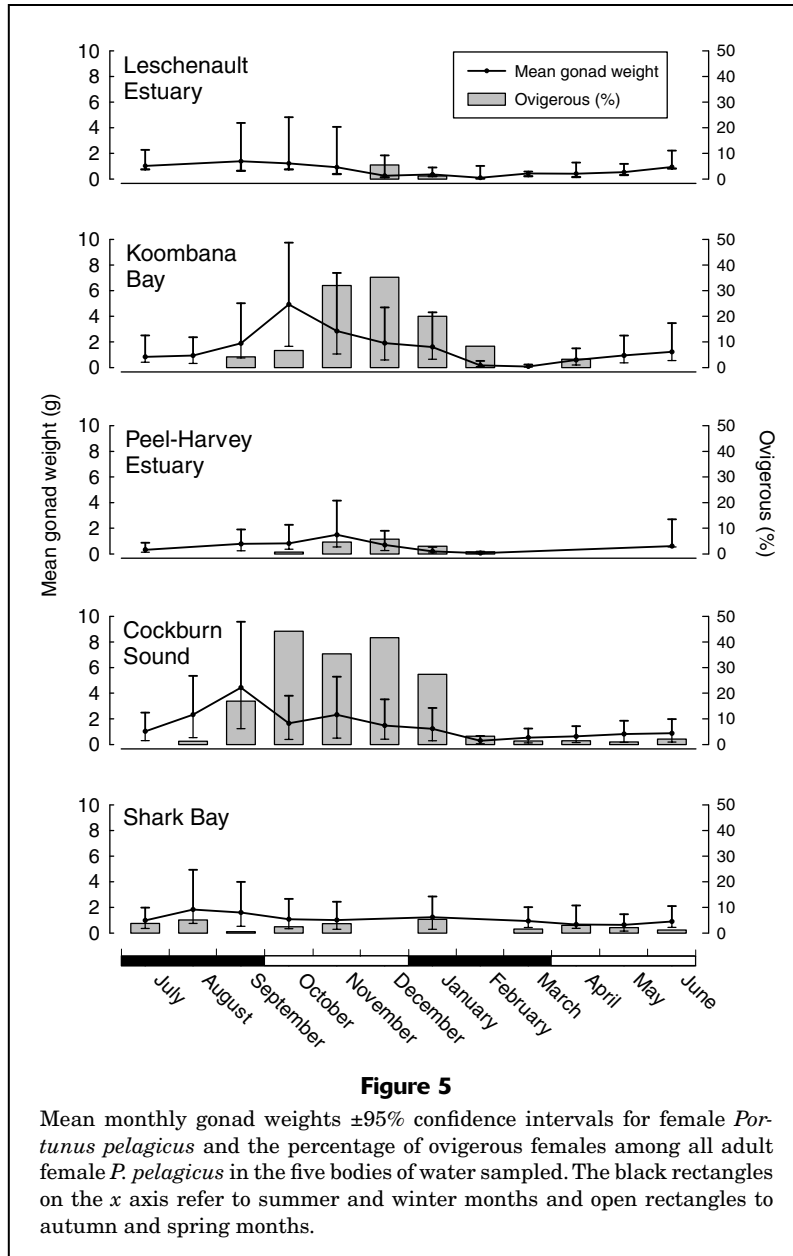 Leschenault
Estuary
Mean gonad weight
Ovigerous (%)
10
8
6
4
2
0
50
40
30
20
10
0
Koombana
Bay
10
8
6
4
2
0
50
40
30
20
10
0
Peel-Harvey
Estuary
10
8
6
4
2
0
50
40
30
20
10
0
Cockburn
Sound
10
8
6
4
2
0
50
40
30
20
10
0
Shark Bay
10
8
6
4
2
0
50
40
30
20
10
0
Mean gonad weight (g)
Ovigerous (%)
July
August
September
October
November
December
January
February
March
April
May
June
Figure 5
Mean monthly gonad weights ±95% confidence intervals for female Por-
tunus pelagicus and the percentage of ovigerous females among all adult
female P. pelagicus in the five bodies of water sampled. The black rectangles
on the x axis refer to summer and winter months and open rectangles to
autumn and spring months.